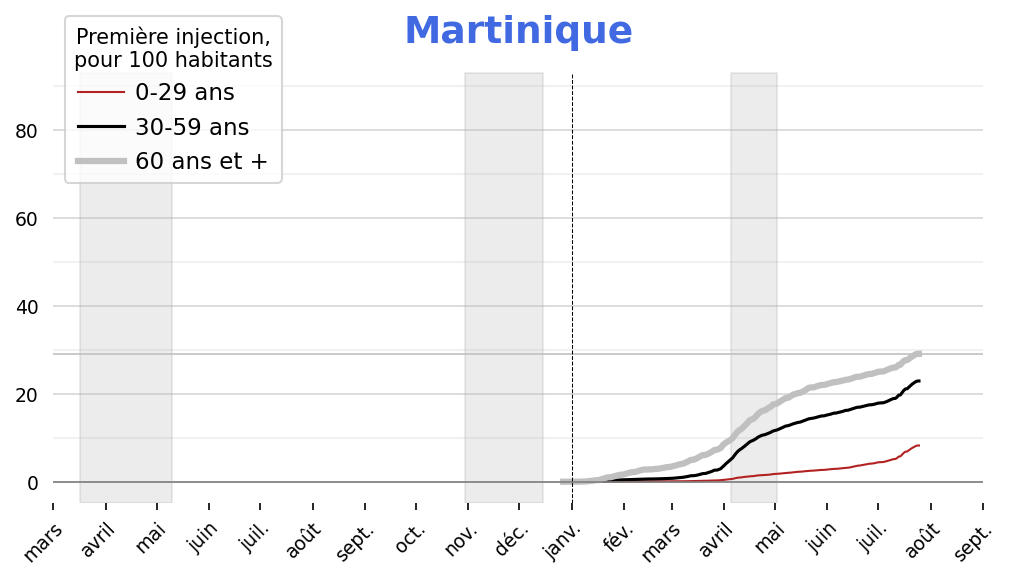 Martinique
Première injection,
pour 100 habitants
0-29 ans
30-59 ans
60 ans et +
80
60
40
20
0
mars avril mai juin juil. août sept. oct. nov. déc. janv. fév. mars avril mai juin juil. août sept.